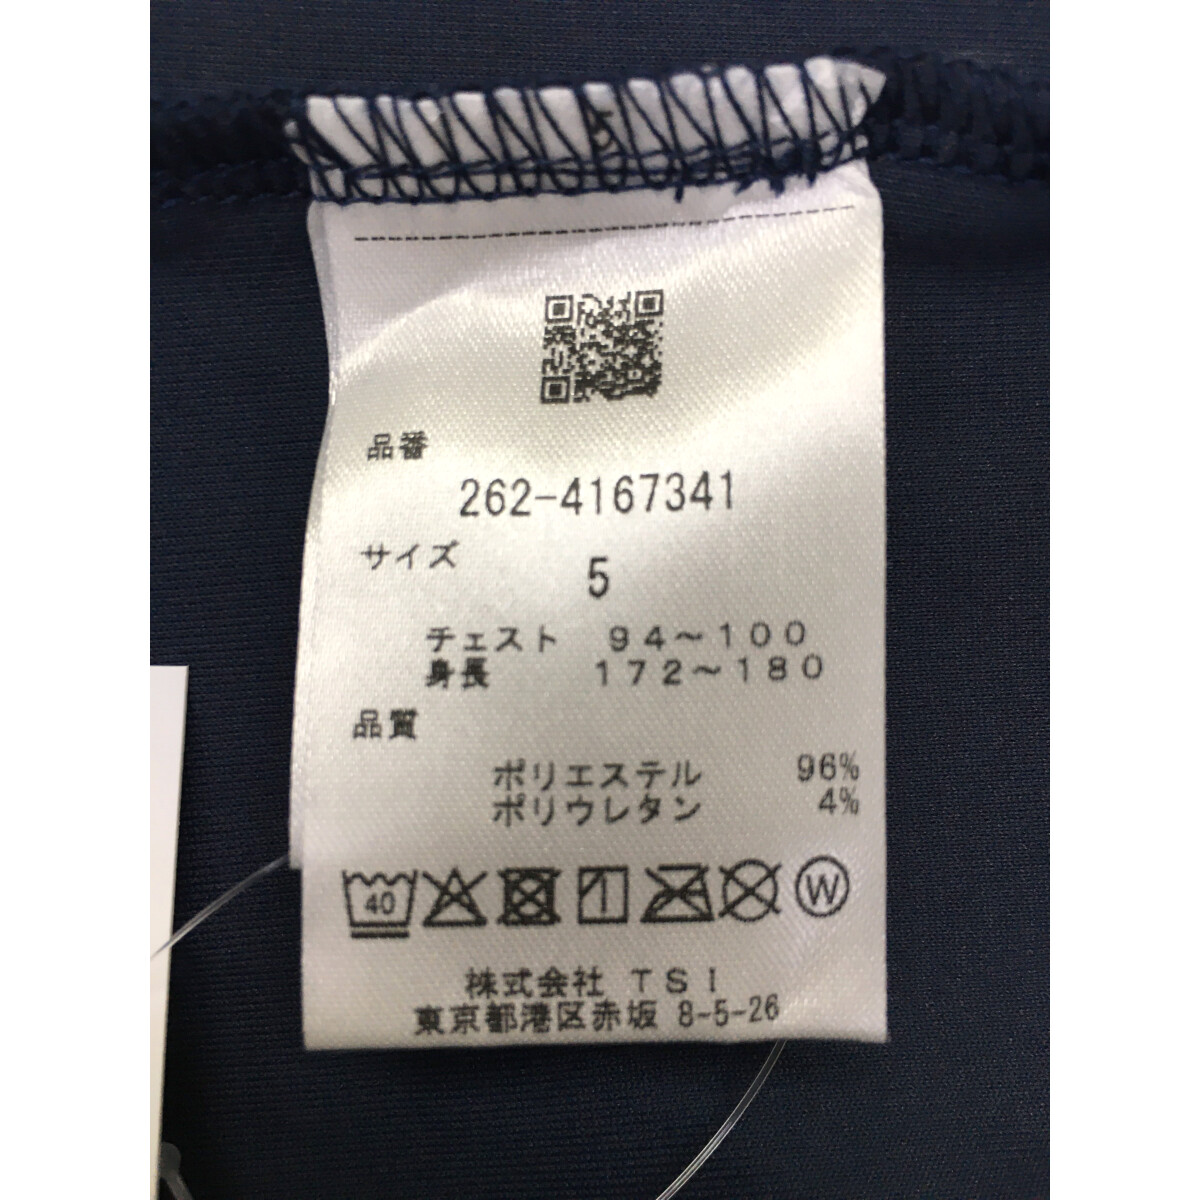 5
品番
262-4167341
サイズ
5
チェスト 94～100
身長 172～180
品質
ポリエステル 96%
ポリウレタン 4%
40 W
株式会社 TSI
東京都港区赤坂 8-5-26